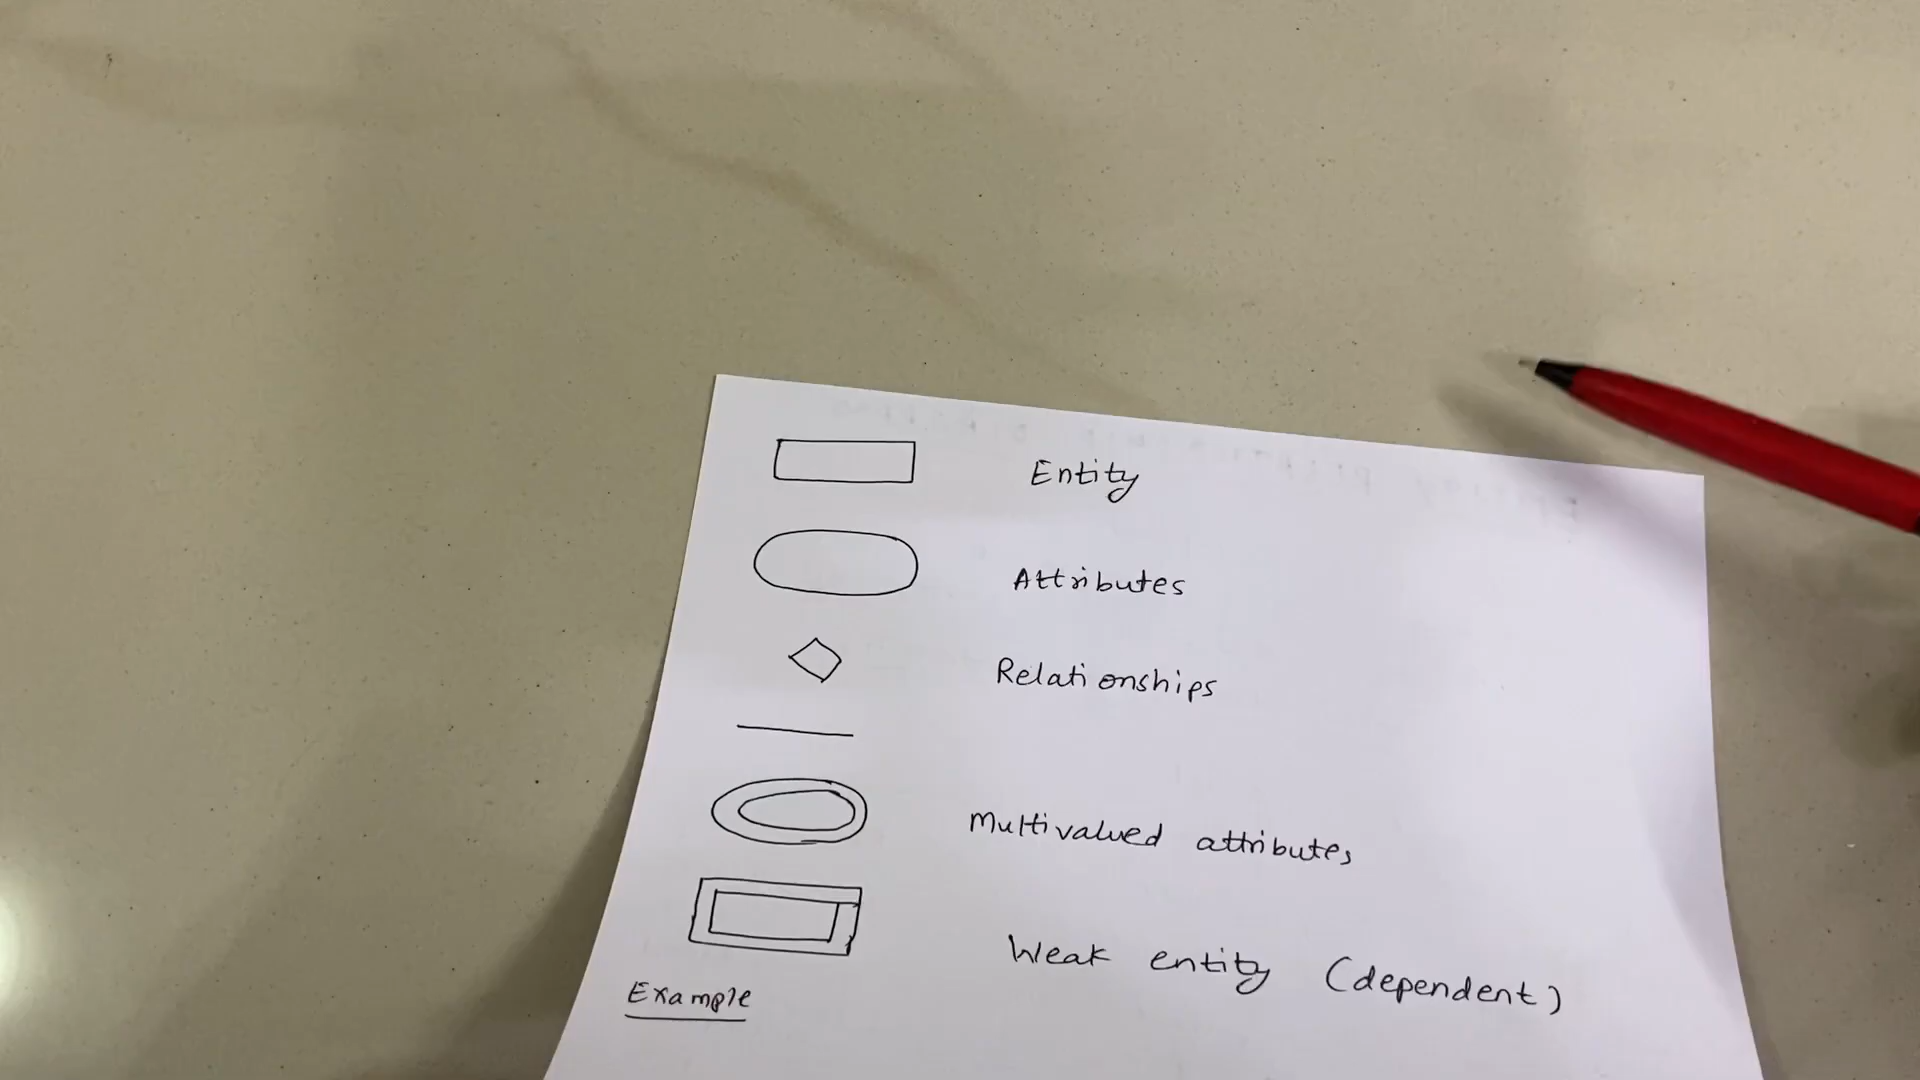 Entity
Attributes
Relationships
Multivalued attributes
Weak entity (dependent)
Example